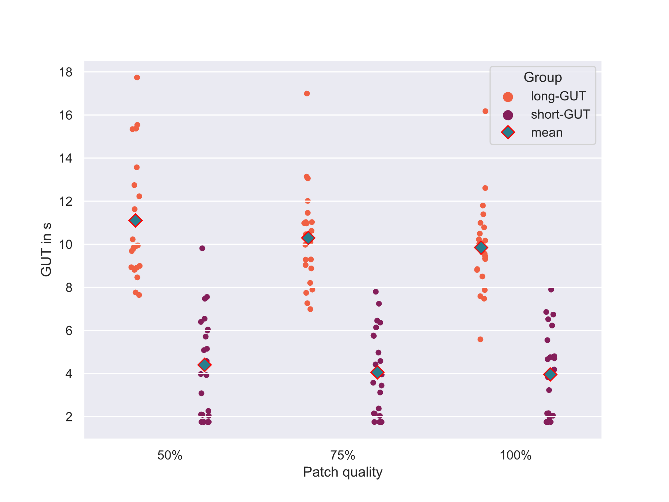 18
16
14
12
10
8
6
4
2
GUT in s
Group
long-GUT
short-GUT
mean
50%
75%
100%
Patch quality